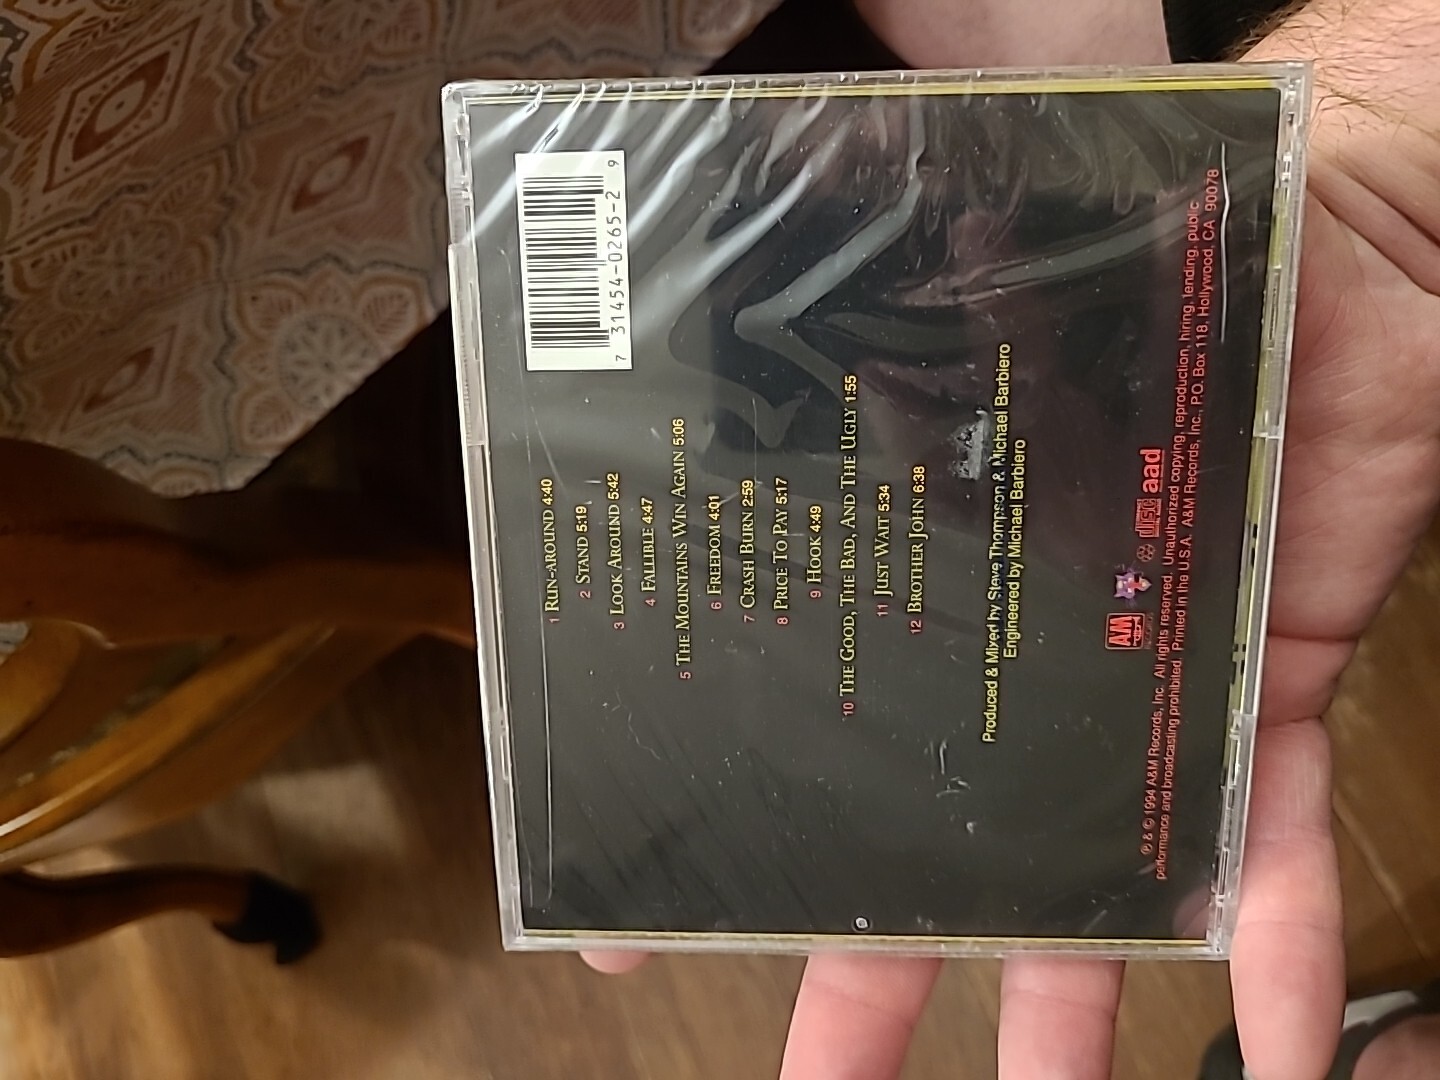 1 RUN-AROUND 4:40
2 STAND 5:19
3 LOOK AROUND 5:42
4 FALLIBLE 4:47
5 THE MOUNTAINS WIN AGAIN 5:06
6 FREEDOM 4:01
7 CRASH BURN 2:59
8 PRICE TO PAY 5:17
9 HOOK 4:49
10 THE GOOD, THE BAD, AND THE UGLY 1:55
11 JUST WAIT 5:34
12 BROTHER JOHN 6:38
7 31454-0265-2 9
Produced & Mixed by Steve Thompson & Michael Barbiero
Engineered by Michael Barbiero
A&M RECORDS disc aad
℗ & © 1994 A&M Records, Inc. All rights reserved. Unauthorized copying, reproduction, hiring, lending, public
performance and broadcasting prohibited. Printed in the U.S.A. A&M Records, Inc., P.O. Box 118, Hollywood, CA 90078